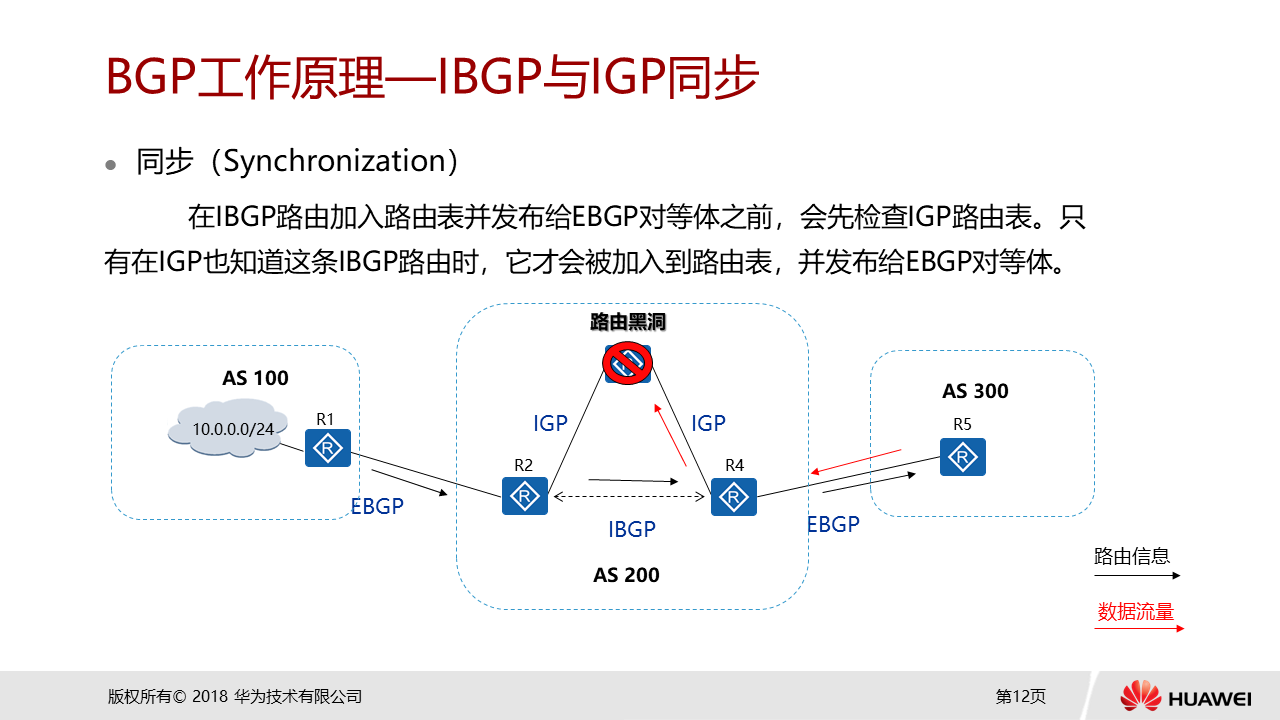 BGP工作原理—IBGP与IGP同步
同步（Synchronization）
在IBGP路由加入路由表并发布给EBGP对等体之前，会先检查IGP路由表。只
有在IGP也知道这条IBGP路由时，它才会被加入到路由表，并发布给EBGP对等体。
路由黑洞
AS 100
10.0.0.0/24
R1
EBGP
IGP
IGP
R2
R4
IBGP
AS 200
AS 300
R5
EBGP
路由信息
数据流量
版权所有© 2018 华为技术有限公司
第12页
HUAWEI